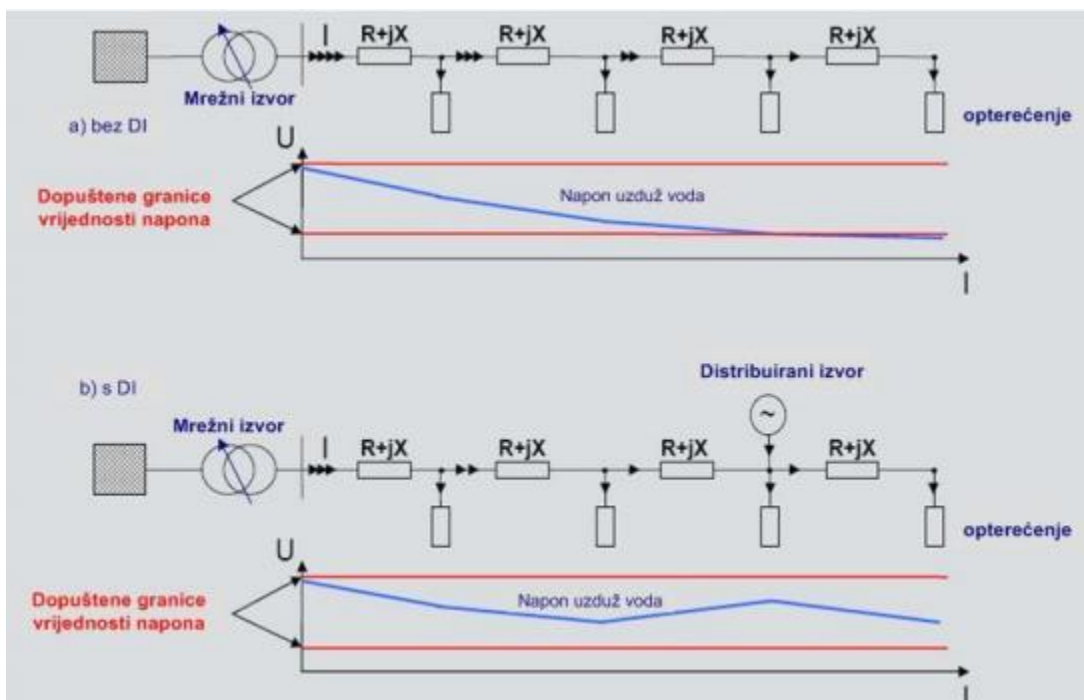 I R+jX R+jX R+jX R+jX
Mrežni izvor
opterećenje
a) bez DI
U
Dopuštene granice
vrijednosti napona
Napon uzduž voda
l
Distribuirani izvor
b) s DI
~
Mrežni izvor
I R+jX R+jX R+jX R+jX
opterećenje
U
Dopuštene granice
vrijednosti napona
Napon uzduž voda
l